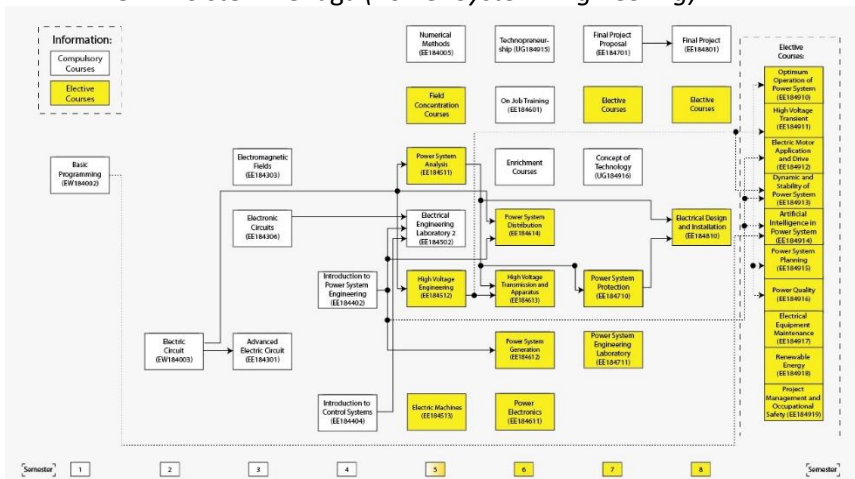 Information:
Compulsory
Courses
Elective
Courses
Numerical
Methods
(EE184005)
Technopreneur-
ship (UG184915)
Final Project
Proposal
(EE184701)
Final Project
(EE184801)
Elective
Courses:
Field
Concentration
Courses
On Job Training
(EE184601)
Elective
Courses
Elective
Courses
Basic
Programming
(EW184002)
Electromagnetic
Fields
(EE184303)
Power System
Analysis
(EE184511)
Enrichment
Courses
Concept of
Technology
(UG184916)
Electronic
Circuits
(EE184306)
Electrical
Engineering
Laboratory 2
(EE184502)
Power System
Distribution
(EE184614)
Electrical Design
and Installation
(EE184810)
Introduction to
Power System
Engineering
(EE184402)
High Voltage
Engineering
(EE184512)
High Voltage
Transmission and
Apparatus
(EE184613)
Power System
Protection
(EE184710)
Electric
Circuit
(EW184003)
Advanced
Electric Circuit
(EE184301)
Power System
Generation
(EE184612)
Power System
Engineering
Laboratory
(EE184711)
Introduction to
Control Systems
(EE184404)
Electric Machines
(EE184513)
Power
Electronics
(EE184611)
Optimum
Operation of
Power System
(EE184910)
High Voltage
Transient
(EE184911)
Electric Motor
Application
and Drive
(EE184912)
Dynamic and
Stability of
Power System
(EE184913)
Artificial
Intelligence in
Power System
(EE184914)
Power System
Planning
(EE184915)
Power Quality
(EE184916)
Electrical
Equipment
Maintenance
(EE184917)
Renewable
Energy
(EE184918)
Project
Management and
Occupational
Safety (EE184919)
[Semester] 1 2 3 4 5 6 7 8 [Semester]